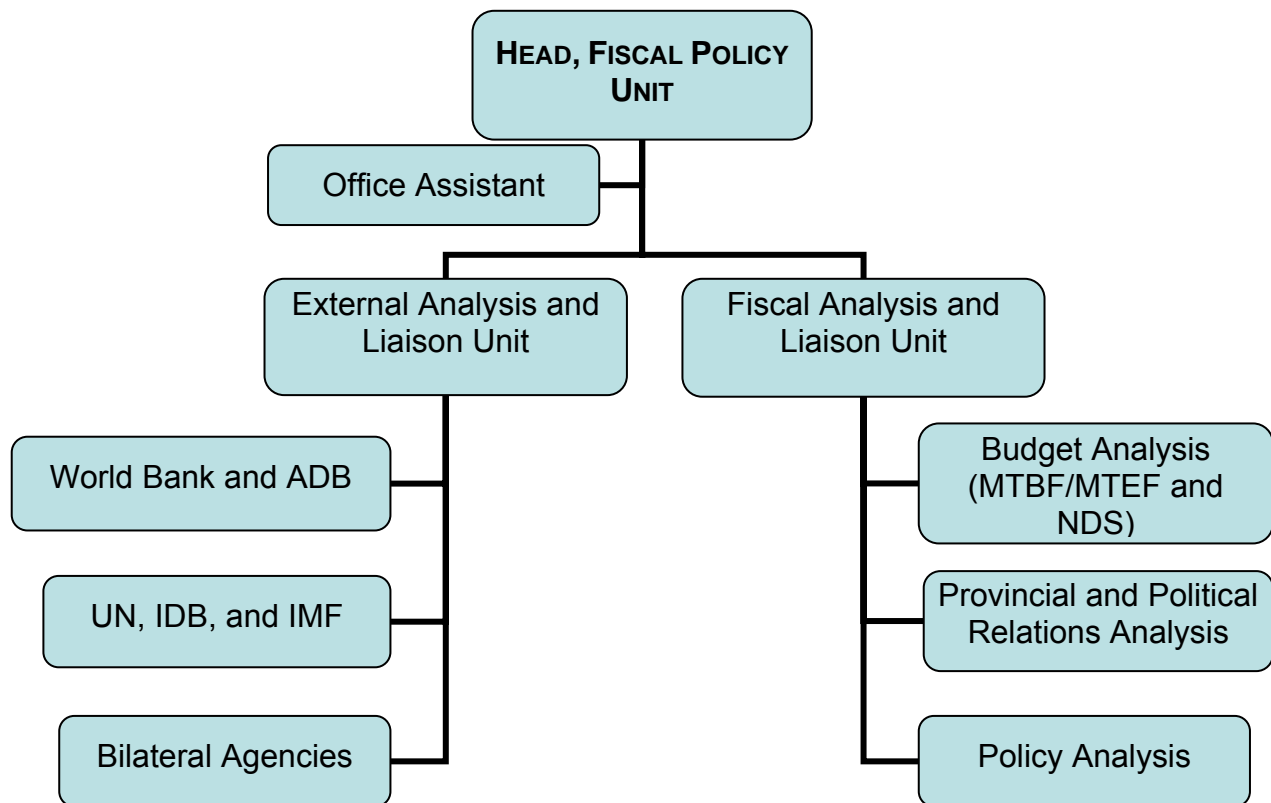 HEAD, FISCAL POLICY
UNIT
Office Assistant
External Analysis and
Liaison Unit
Fiscal Analysis and
Liaison Unit
World Bank and ADB
UN, IDB, and IMF
Bilateral Agencies
Budget Analysis
(MTBF/MTEF and
NDS)
Provincial and Political
Relations Analysis
Policy Analysis